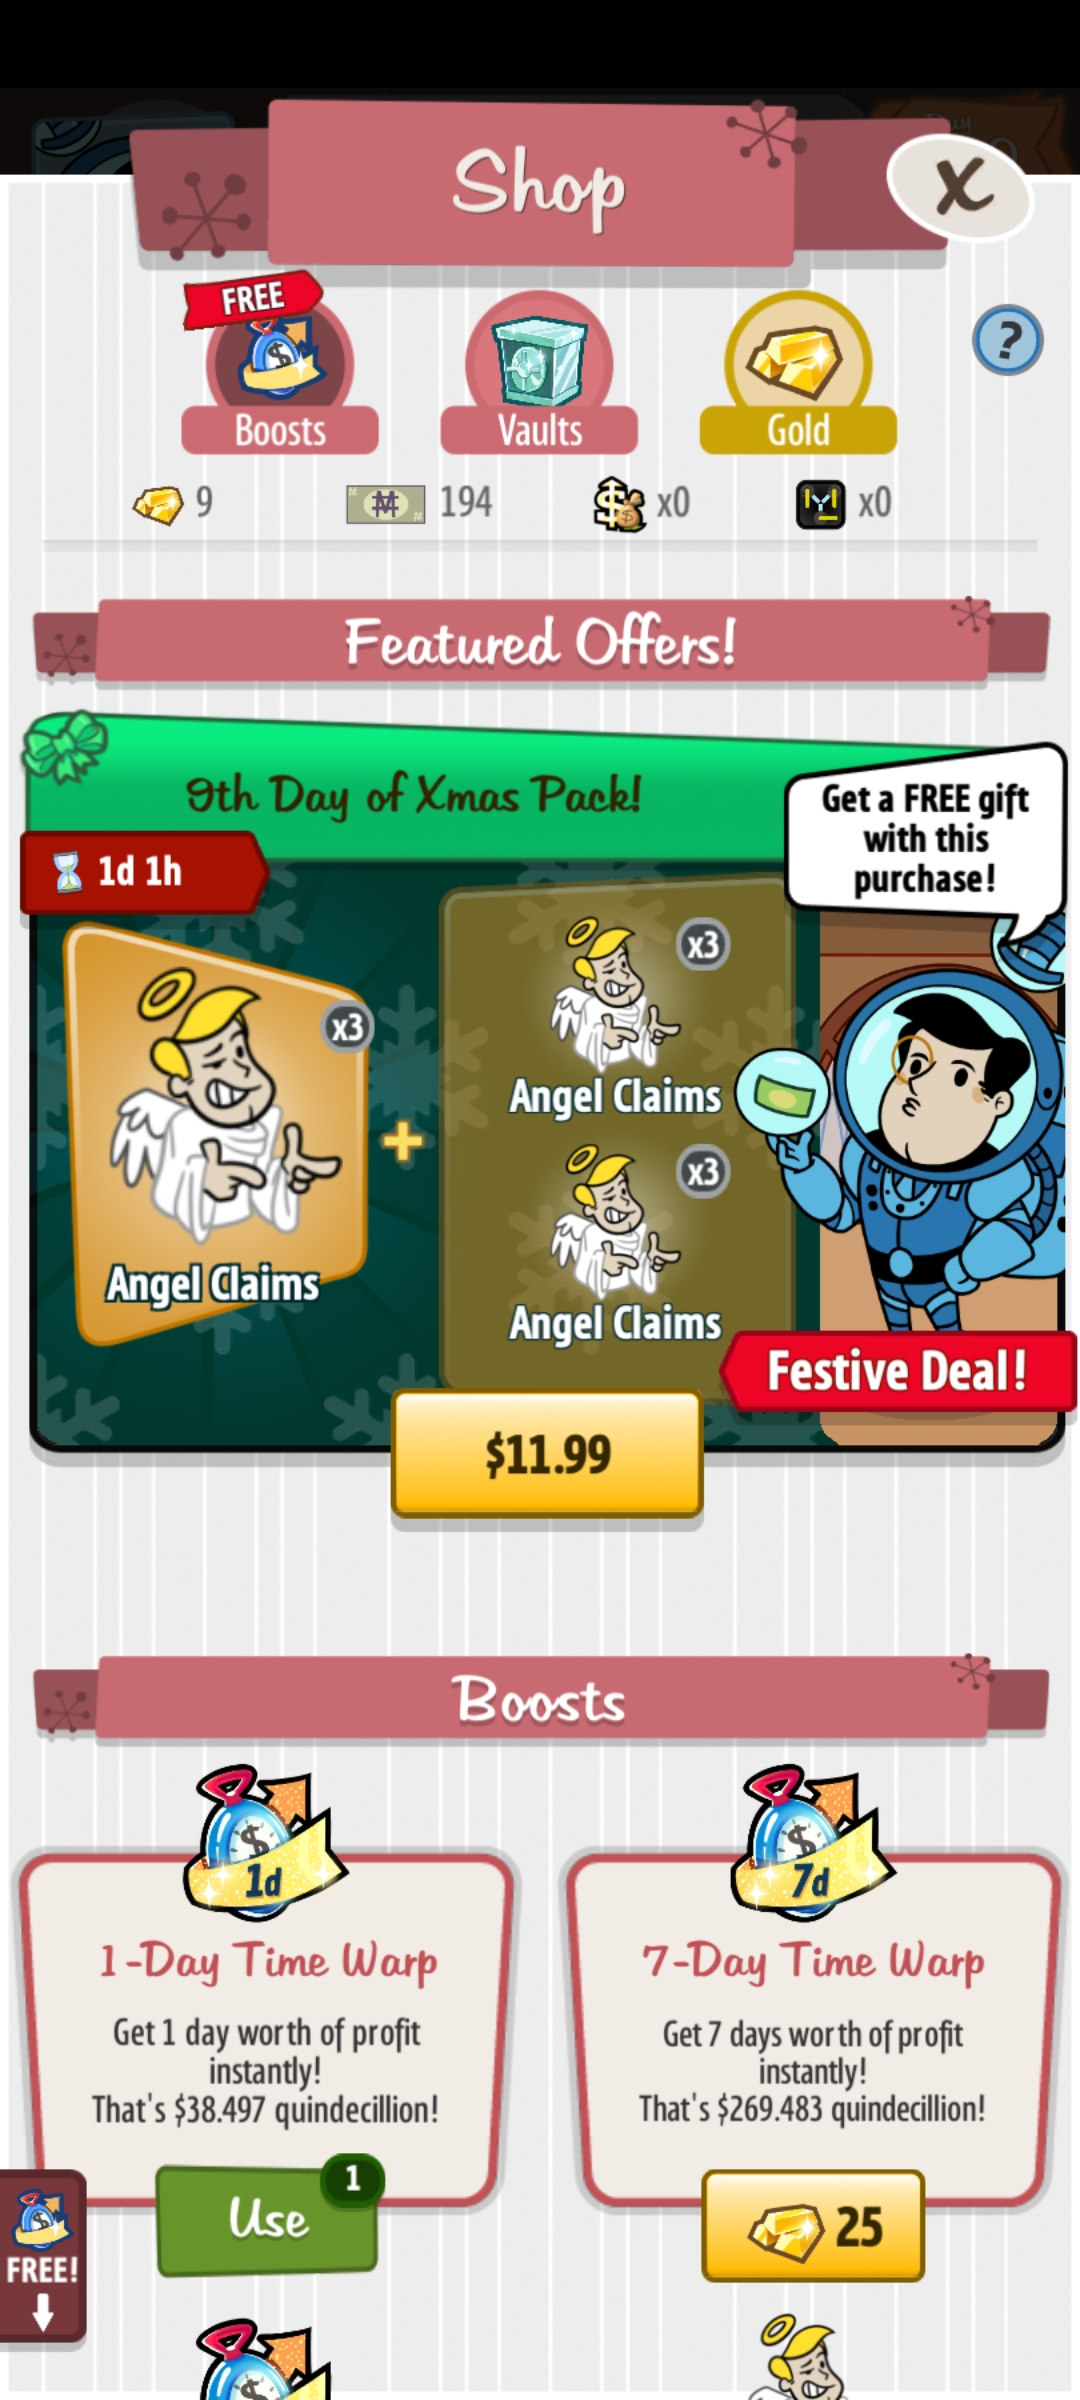 Shop
X
FREE
Boosts
Vaults
Gold
?
9
194
x0
x0
Featured Offers!
9th Day of Xmas Pack!
Get a FREE gift
with this
purchase!
1d 1h
x3
Angel Claims
+
x3
Angel Claims
x3
Angel Claims
Festive Deal!
$11.99
Boosts
1d
1-Day Time Warp
Get 1 day worth of profit
instantly!
That's $38.497 quindecillion!
Use
1
7d
7-Day Time Warp
Get 7 days worth of profit
instantly!
That's $269.483 quindecillion!
25
FREE!